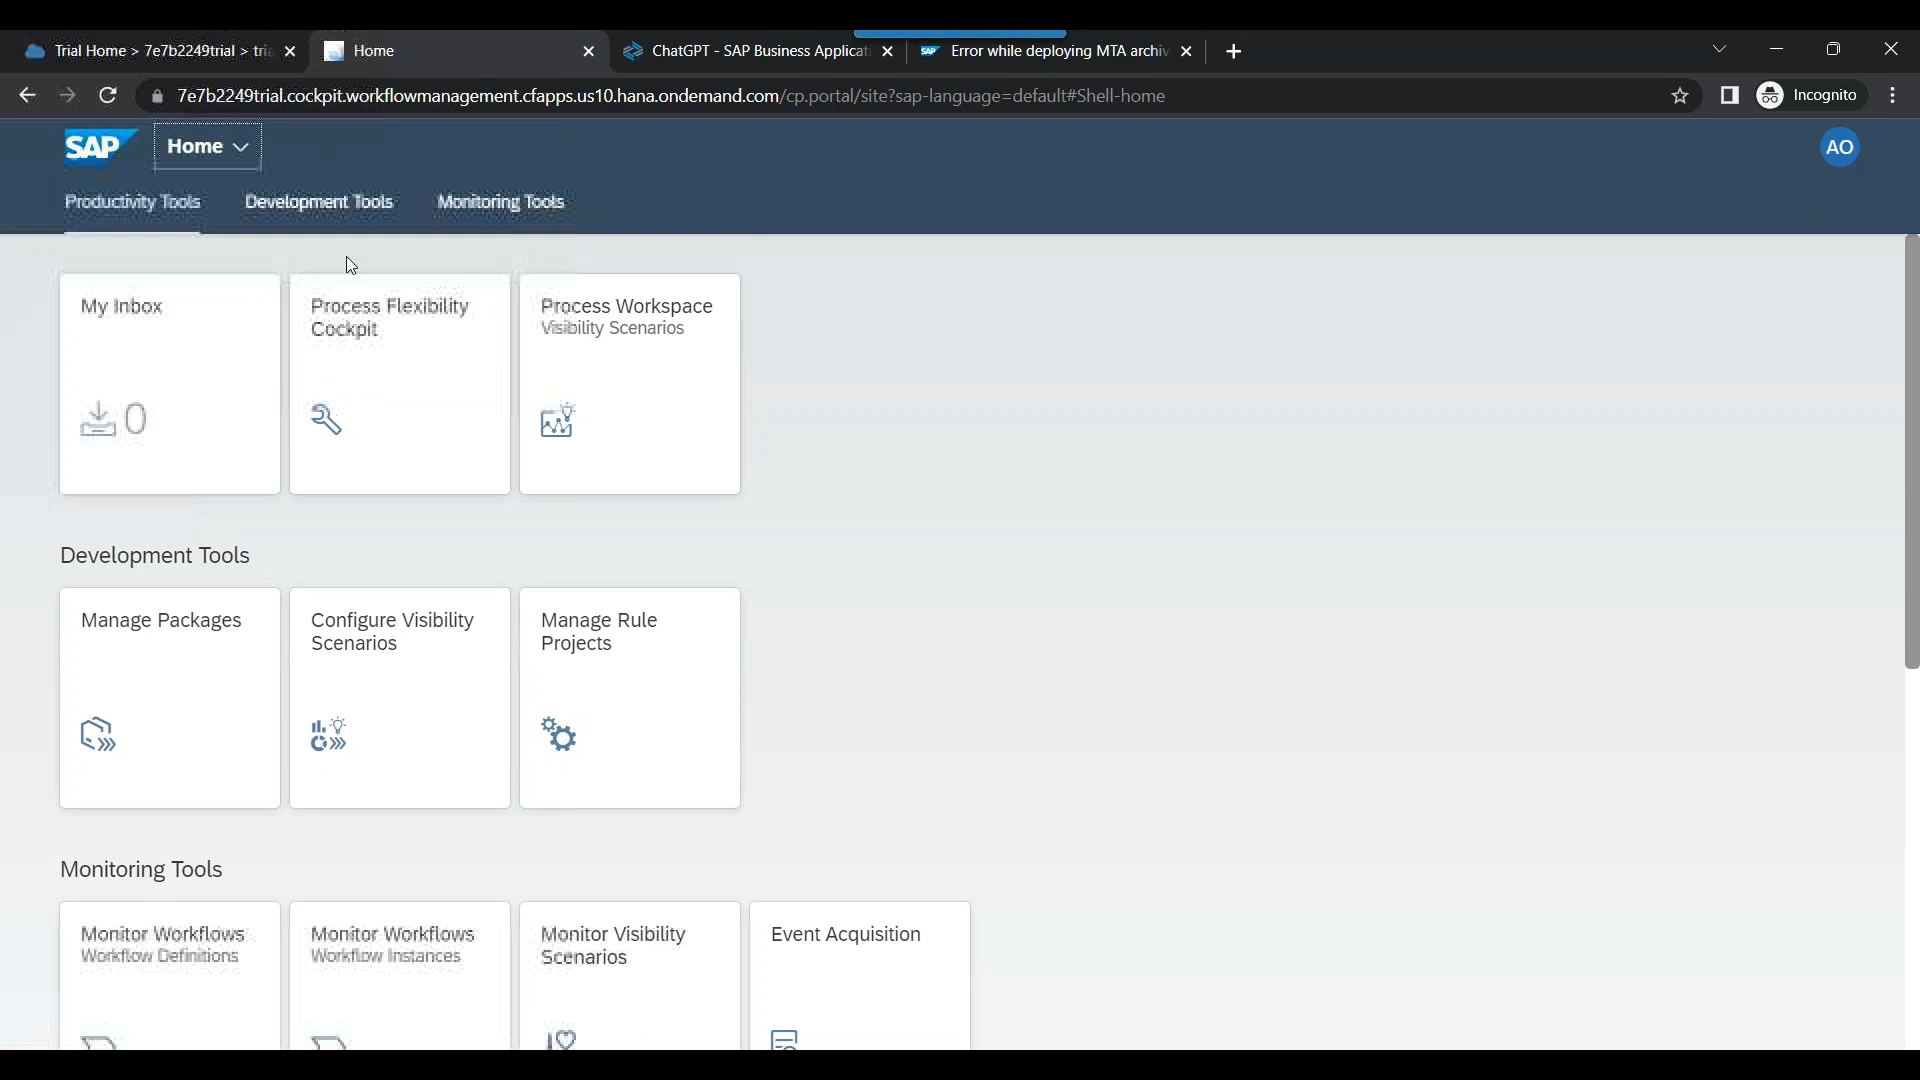 Trial Home > 7e7b2249trial > tri
Home
ChatGPT - SAP Business Applicat
SAP
Error while deploying MTA archiv
7e7b2249trial.cockpit.workflowmanagement.cfapps.us10.hana.ondemand.com/cp.portal/site?sap-language=default#Shell-home
Incognito
SAP
Home
AO
Productivity Tools
Development Tools
Monitoring Tools
My Inbox
0
Process Flexibility
Cockpit
Process Workspace
Visibility Scenarios
Development Tools
Manage Packages
Configure Visibility
Scenarios
Manage Rule
Projects
Monitoring Tools
Monitor Workflows
Workflow Definitions
Monitor Workflows
Workflow Instances
Monitor Visibility
Scenarios
Event Acquisition